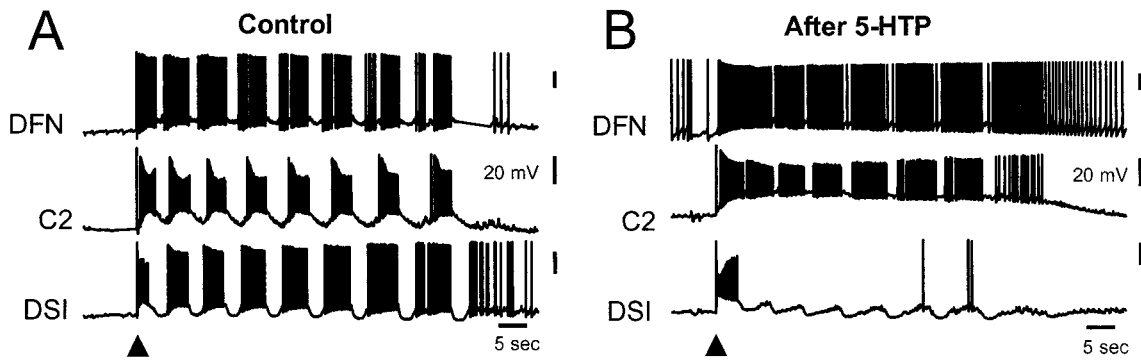 A
Control
DFN
C2
20 mV
DSI
5 sec
B
After 5-HTP
DFN
C2
20 mV
DSI
5 sec